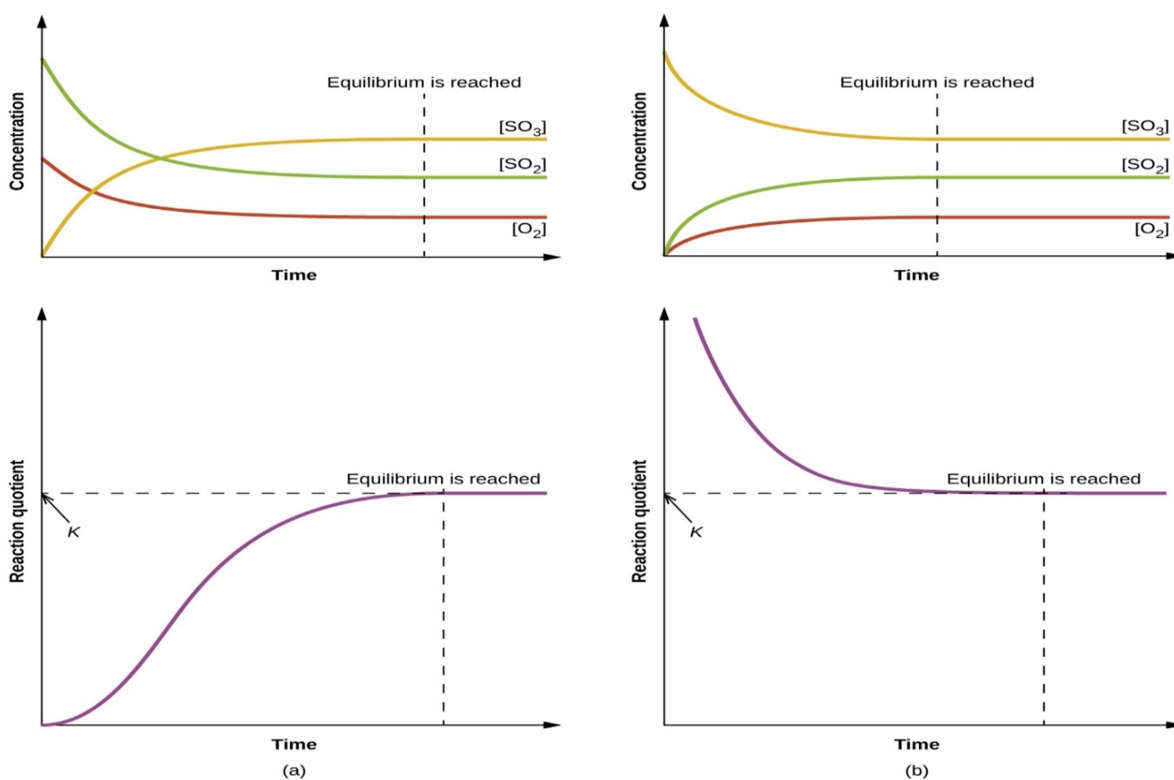 Concentration
Equilibrium is reached
[SO₃]
[SO₂]
[O₂]
Time
Concentration
Equilibrium is reached
[SO₃]
[SO₂]
[O₂]
Time
Reaction quotient
Equilibrium is reached
K
Time
(a)
Reaction quotient
Equilibrium is reached
K
Time
(b)